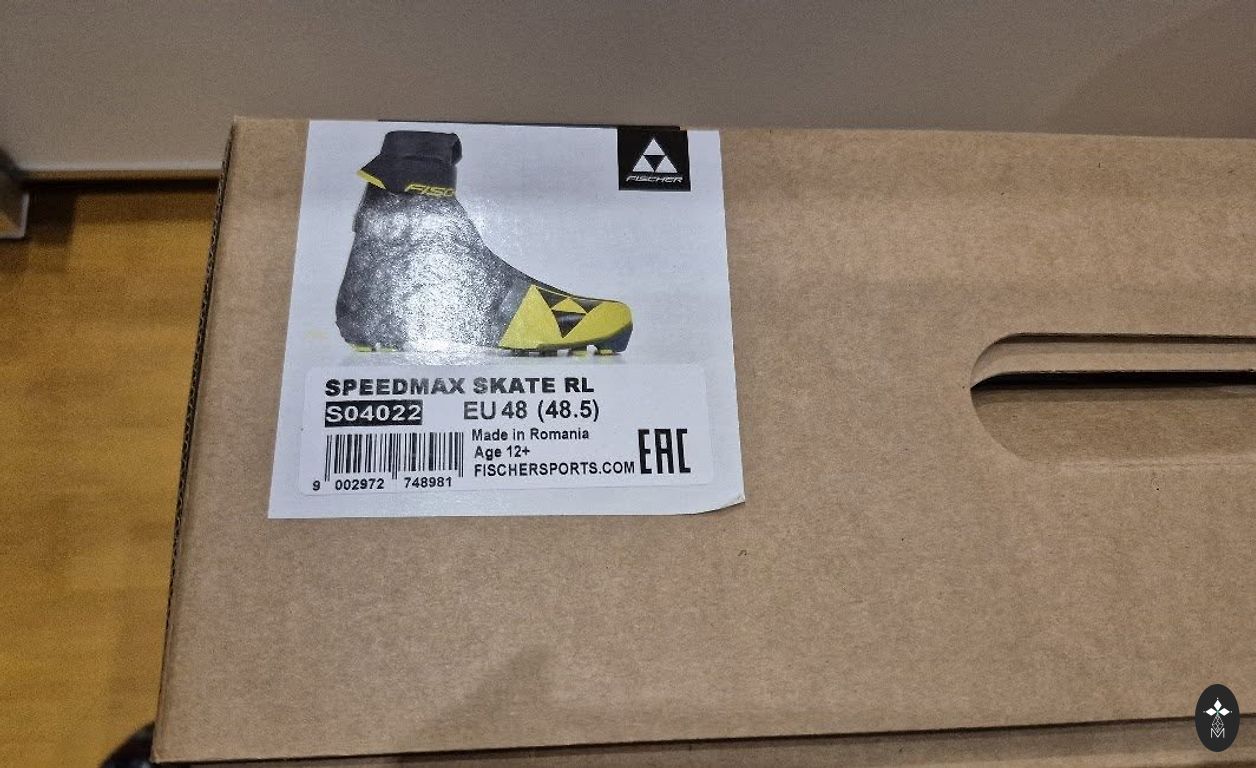 FISCHER
FISC
SPEEDMAX SKATE RL
S04022 EU 48 (48.5)
Made in Romania
Age 12+
FISCHERSPORTS.COM EAC
9 002972 748981
M